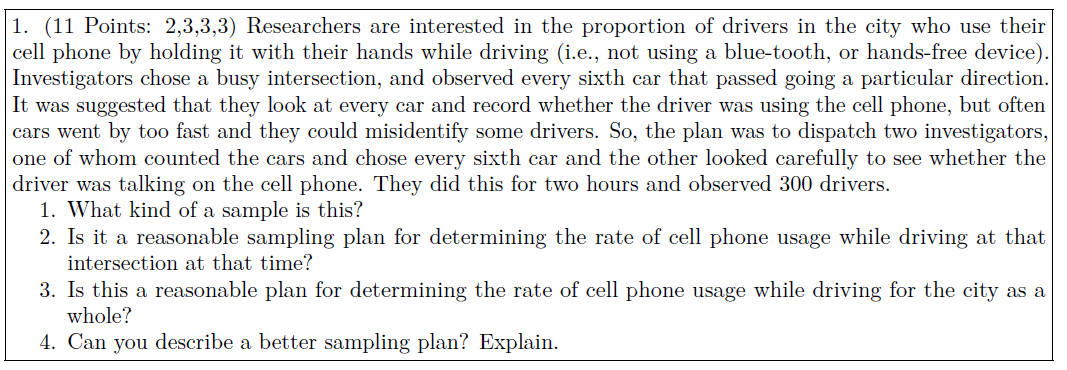 1. (11 Points: 2,3,3,3) Researchers are interested in the proportion of drivers in the city who use their
cell phone by holding it with their hands while driving (i.e., not using a blue-tooth, or hands-free device).
Investigators chose a busy intersection, and observed every sixth car that passed going a particular direction.
It was suggested that they look at every car and record whether the driver was using the cell phone, but often
cars went by too fast and they could misidentify some drivers. So, the plan was to dispatch two investigators,
one of whom counted the cars and chose every sixth car and the other looked carefully to see whether the
driver was talking on the cell phone. They did this for two hours and observed 300 drivers.
1. What kind of a sample is this?
2. Is it a reasonable sampling plan for determining the rate of cell phone usage while driving at that
intersection at that time?
3. Is this a reasonable plan for determining the rate of cell phone usage while driving for the city as a
whole?
4. Can you describe a better sampling plan? Explain.